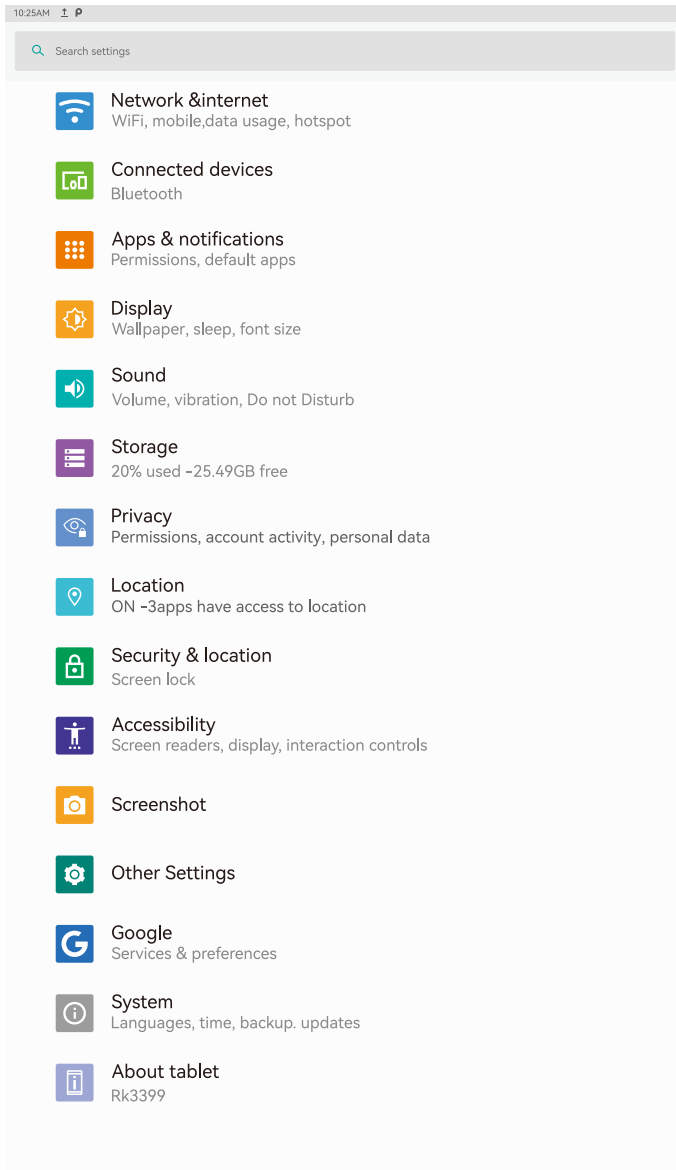 10:25AM
Search settings
Network &internet
WiFi, mobile,data usage, hotspot
Connected devices
Bluetooth
Apps & notifications
Permissions, default apps
Display
Wallpaper, sleep, font size
Sound
Volume, vibration, Do not Disturb
Storage
20% used -25.49GB free
Privacy
Permissions, account activity, personal data
Location
ON -3apps have access to location
Security & location
Screen lock
Accessibility
Screen readers, display, interaction controls
Screenshot
Other Settings
Google
Services & preferences
System
Languages, time, backup. updates
About tablet
Rk3399